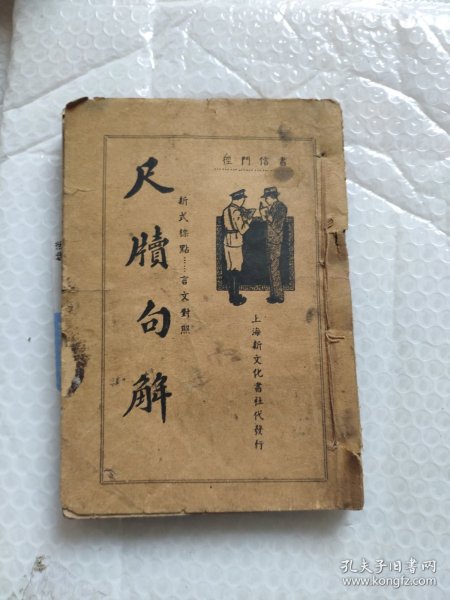 書信門徑
上海新文化書社代發行
新式標點……言文對照
尺牘句解
孔夫子旧书网
www.kongfz.com